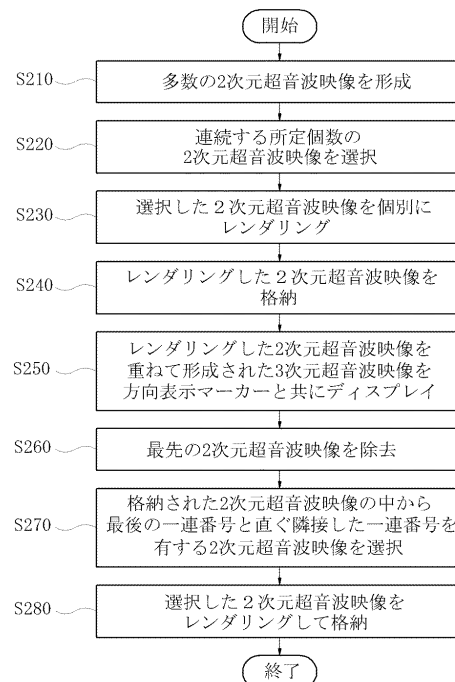 開始
S210
多数の2次元超音波映像を形成
S220
連続する所定個数の
2次元超音波映像を選択
S230
選択した２次元超音波映像を個別に
レンダリング
S240
レンダリングした２次元超音波映像を
格納
S250
レンダリングした2次元超音波映像を
重ねて形成された3次元超音波映像を
方向表示マーカーと共にディスプレイ
S260
最先の2次元超音波映像を除去
S270
格納された2次元超音波映像の中から
最後の一連番号と直ぐ隣接した一連番号を
有する2次元超音波映像を選択
S280
選択した２次元超音波映像を
レンダリングして格納
終了